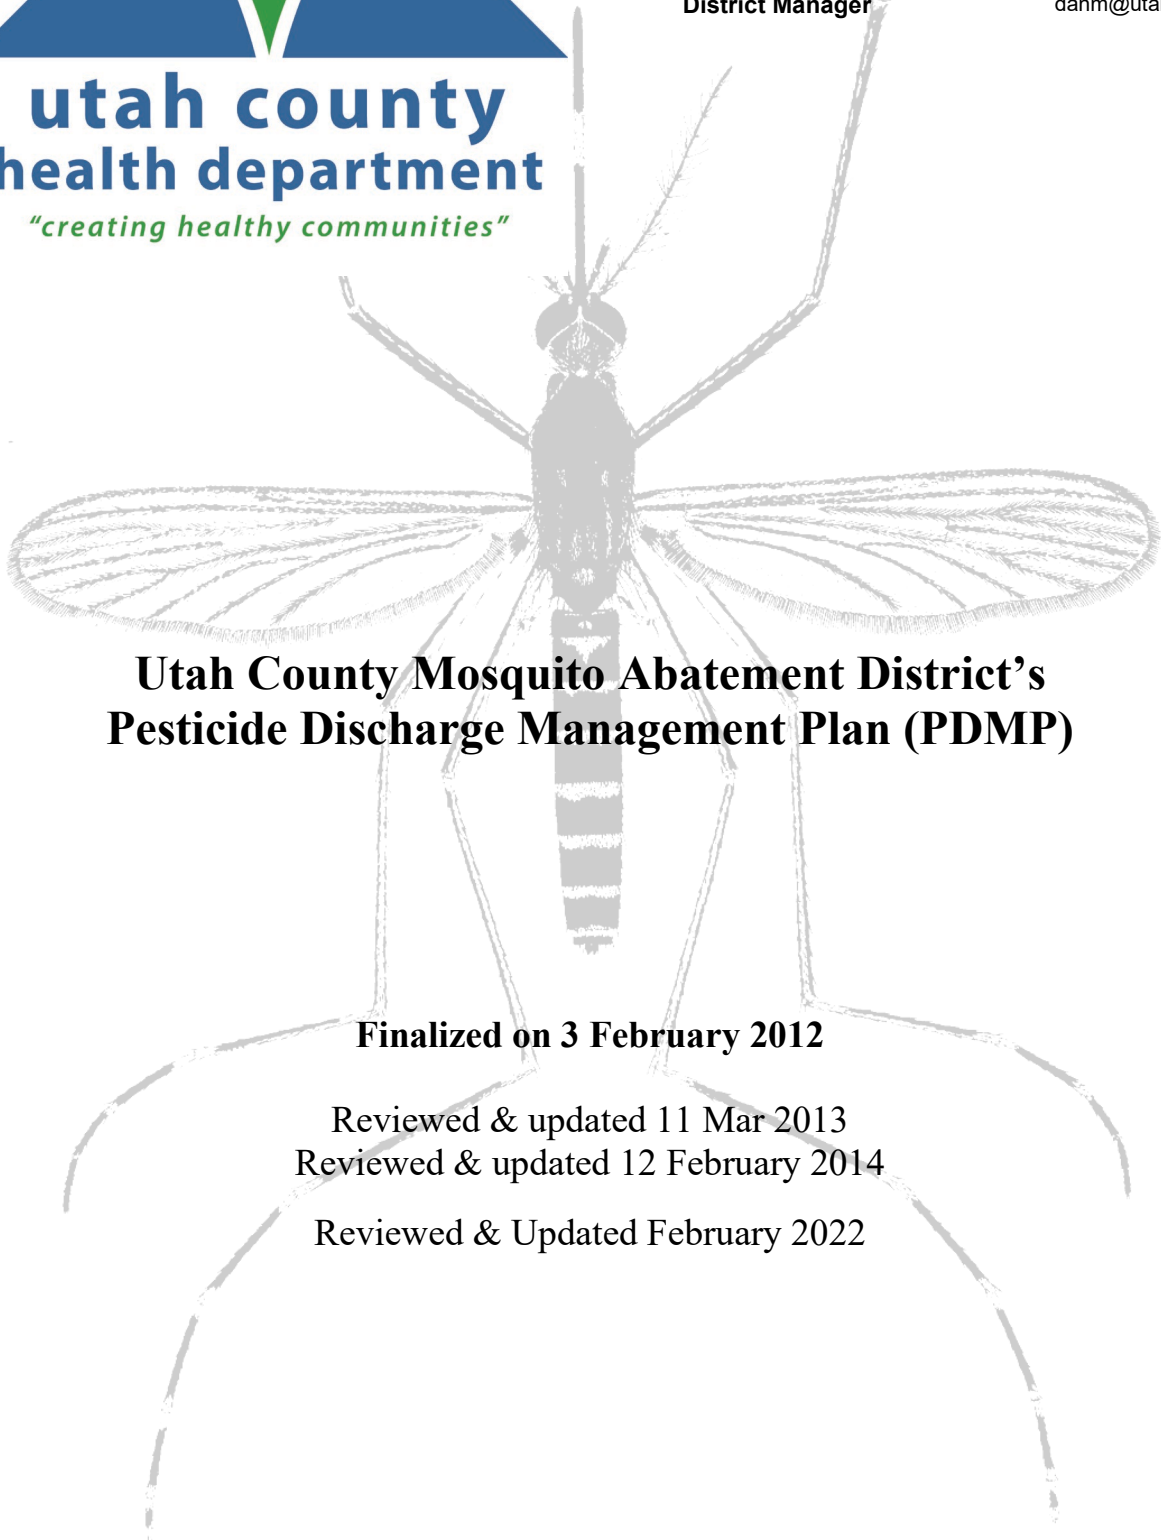 District Manager
utah county
health department
"creating healthy communities"
Utah County Mosquito Abatement District's
Pesticide Discharge Management Plan (PDMP)
Finalized on 3 February 2012
Reviewed & updated 11 Mar 2013
Reviewed & updated 12 February 2014
Reviewed & Updated February 2022